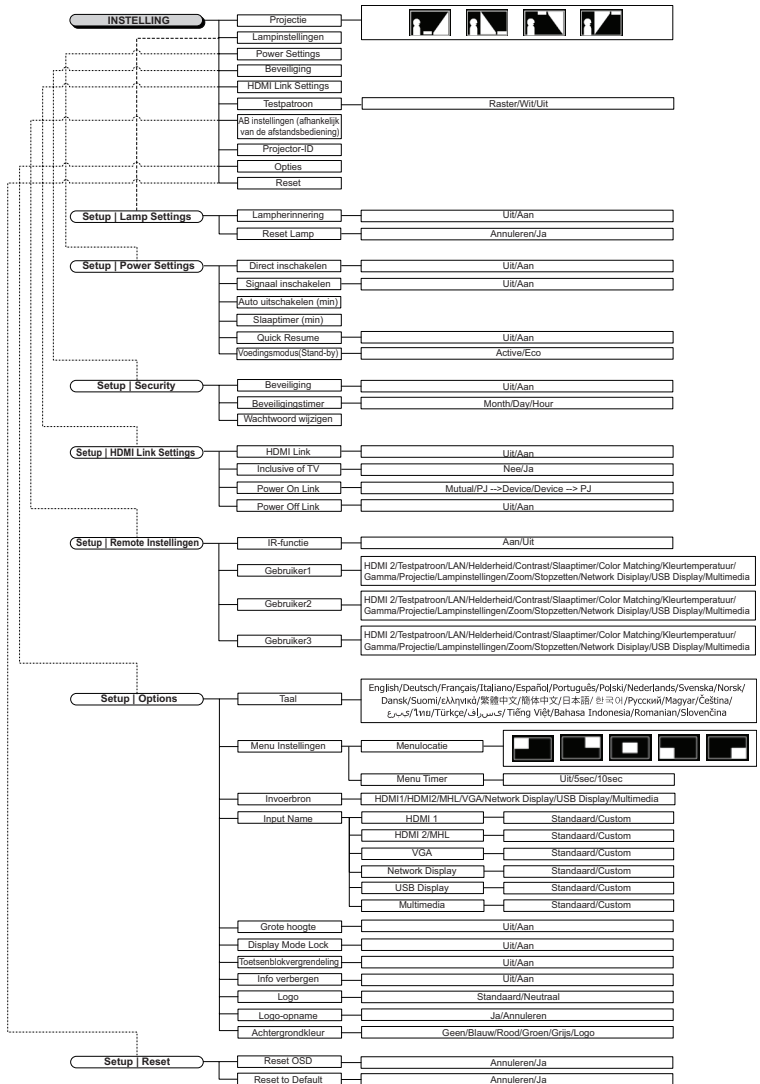 INSTELLING
Projectie
Lampinstellingen
Power Settings
Beveiliging
HDMI Link Settings
Testpatroon
Raster/Wit/Uit
AB instellingen (afhankelijk
van de afstandsbediening)
Projector-ID
Opties
Reset
Setup | Lamp Settings
Lampherinnering
Uit/Aan
Reset Lamp
Annuleren/Ja
Setup | Power Settings
Direct inschakelen
Uit/Aan
Signaal inschakelen
Uit/Aan
Auto uitschakelen (min)
Slaaptimer (min)
Quick Resume
Uit/Aan
Voedingsmodus(Stand-by)
Active/Eco
Setup | Security
Beveiliging
Uit/Aan
Beveiligingstimer
Month/Day/Hour
Wachtwoord wijzigen
Setup | HDMI Link Settings
HDMI Link
Uit/Aan
Inclusive of TV
Nee/Ja
Power On Link
Mutual/PJ -->Device/Device --> PJ
Power Off Link
Uit/Aan
Setup | Remote Instellingen
IR-functie
Aan/Uit
Gebruiker1
HDMI 2/Testpatroon/LAN/Helderheid/Contrast/Slaaptimer/Color Matching/Kleurtemperatuur/
Gamma/Projectie/Lampinstellingen/Zoom/Stopzetten/Network Display/USB Display/Multimedia
Gebruiker2
HDMI 2/Testpatroon/LAN/Helderheid/Contrast/Slaaptimer/Color Matching/Kleurtemperatuur/
Gamma/Projectie/Lampinstellingen/Zoom/Stopzetten/Network Display/USB Display/Multimedia
Gebruiker3
HDMI 2/Testpatroon/LAN/Helderheid/Contrast/Slaaptimer/Color Matching/Kleurtemperatuur/
Gamma/Projectie/Lampinstellingen/Zoom/Stopzetten/Network Display/USB Display/Multimedia
Setup | Options
Taal
English/Deutsch/Français/Italiano/Español/Português/Polski/Nederlands/Svenska/Norsk/
Dansk/Suomi/ελληνικά/繁體中文/簡体中文/日本語/한국어/Русский/Magyar/Čeština/
عربي/ไทย/Türkçe/فارسی/Tiếng Việt/Bahasa Indonesia/Romanian/Slovenčina
Menu Instellingen
Menulocatie
Menu Timer
Uit/5sec/10sec
Invoerbron
HDMI1/HDMI2/MHL/VGA/Network Display/USB Display/Multimedia
Input Name
HDMI 1
Standaard/Custom
HDMI 2/MHL
Standaard/Custom
VGA
Standaard/Custom
Network Display
Standaard/Custom
USB Display
Standaard/Custom
Multimedia
Standaard/Custom
Grote hoogte
Uit/Aan
Display Mode Lock
Uit/Aan
Toetsenblokvergrendeling
Uit/Aan
Info verbergen
Uit/Aan
Logo
Standaard/Neutraal
Logo-opname
Ja/Annuleren
Achtergrondkleur
Geen/Blauw/Rood/Groen/Grijs/Logo
Setup | Reset
Reset OSD
Annuleren/Ja
Reset to Default
Annuleren/Ja